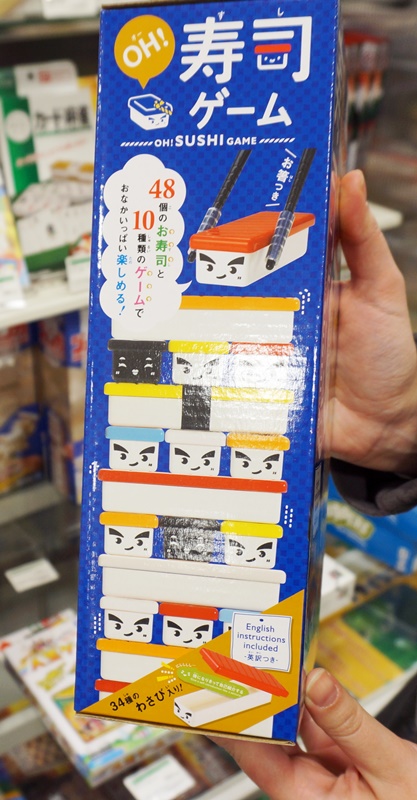 OH!
寿司
ゲーム
OH! SUSHI GAME
お箸つき
48個のお寿司と
10種類のゲームで
おなかいっぱい
楽しめる!
English
instructions
included
-英訳つき-
34種の
わさび入り!